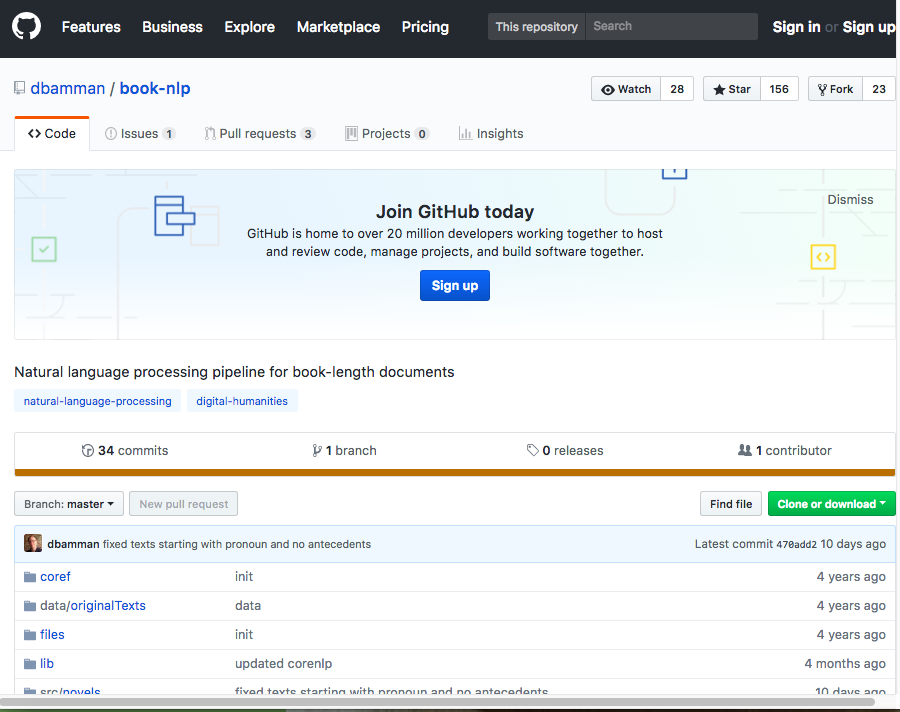 Features Business Explore Marketplace Pricing This repository Search Sign in or Sign up
dbamman / book-nlp Watch 28 Star 156 Fork 23
Code Issues 1 Pull requests 3 Projects 0 Insights
Dismiss
Join GitHub today
GitHub is home to over 20 million developers working together to host
and review code, manage projects, and build software together.
Sign up
Natural language processing pipeline for book-length documents
natural-language-processing digital-humanities
34 commits 1 branch 0 releases 1 contributor
Branch: master New pull request Find file Clone or download
dbamman fixed texts starting with pronoun and no antecedents Latest commit 470add2 10 days ago
coref init 4 years ago
data/originalTexts data 4 years ago
files init 4 years ago
lib updated corenlp 4 months ago
src/novels fixed texts starting with pronoun and no antecedents 10 days ago